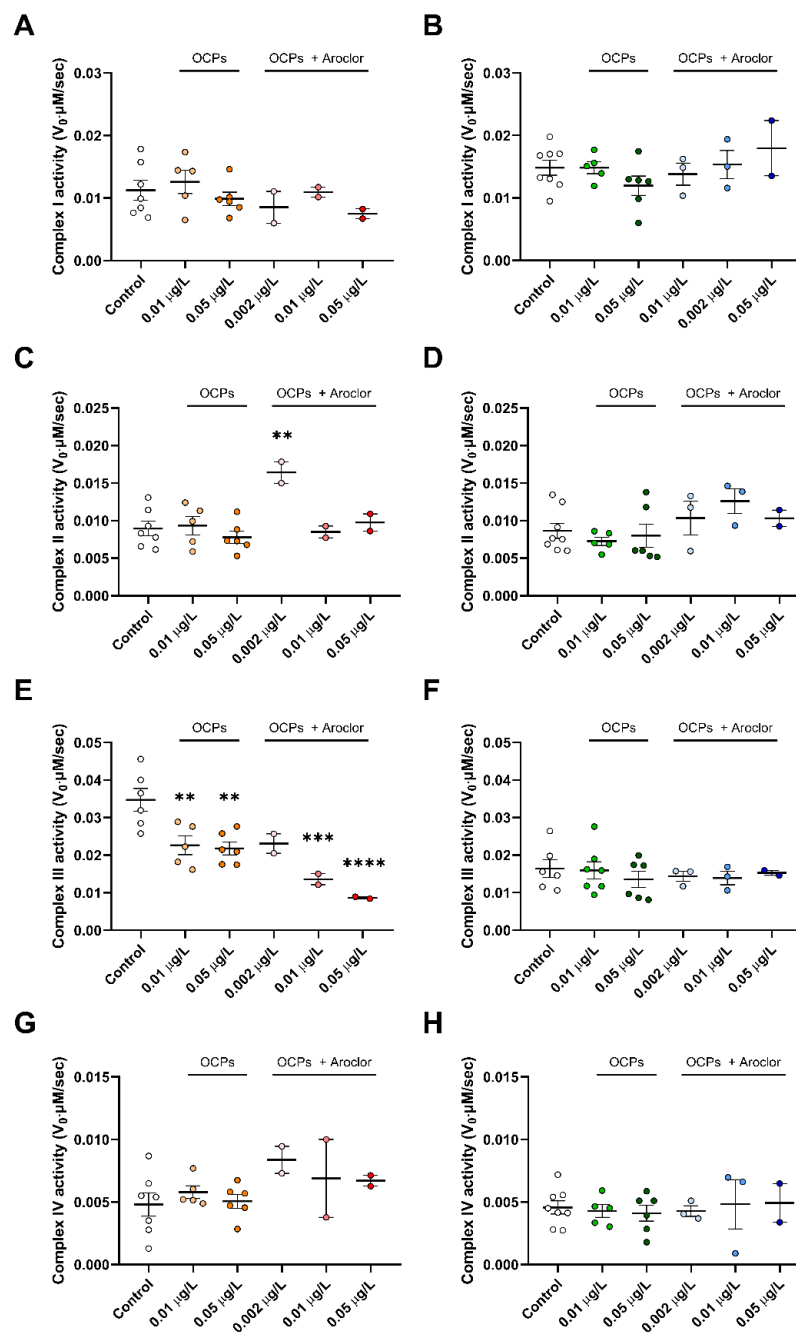 A
OCPs
OCPs + Aroclor
Complex I activity (V₀·µM/sec)
0.03
0.02
0.01
0.00
Control
0.01 µg/L
0.05 µg/L
0.002 µg/L
0.01 µg/L
0.05 µg/L
B
OCPs
OCPs + Aroclor
Complex I activity (V₀·µM/sec)
0.03
0.02
0.01
0.00
Control
0.01 µg/L
0.05 µg/L
0.01 µg/L
0.002 µg/L
0.05 µg/L
C
OCPs
OCPs + Aroclor
Complex II activity (V₀·µM/sec)
0.025
0.020
0.015
0.010
0.005
0.000
**
Control
0.01 µg/L
0.05 µg/L
0.002 µg/L
0.01 µg/L
0.05 µg/L
D
OCPs
OCPs + Aroclor
Complex II activity (V₀·µM/sec)
0.025
0.020
0.015
0.010
0.005
0.000
Control
0.01 µg/L
0.05 µg/L
0.002 µg/L
0.01 µg/L
0.05 µg/L
E
OCPs
OCPs + Aroclor
Complex III activity (V₀·µM/sec)
0.05
0.04
0.03
0.02
0.01
0.00
**
**
***
****
Control
0.01 µg/L
0.05 µg/L
0.002 µg/L
0.01 µg/L
0.05 µg/L
F
OCPs
OCPs + Aroclor
Complex III activity (V₀·µM/sec)
0.05
0.04
0.03
0.02
0.01
0.00
Control
0.01 µg/L
0.05 µg/L
0.002 µg/L
0.01 µg/L
0.05 µg/L
G
OCPs
OCPs + Aroclor
Complex IV activity (V₀·µM/sec)
0.015
0.010
0.005
0.000
Control
0.01 µg/L
0.05 µg/L
0.002 µg/L
0.01 µg/L
0.05 µg/L
H
OCPs
OCPs + Aroclor
Complex IV activity (V₀·µM/sec)
0.015
0.010
0.005
0.000
Control
0.01 µg/L
0.05 µg/L
0.002 µg/L
0.01 µg/L
0.05 µg/L